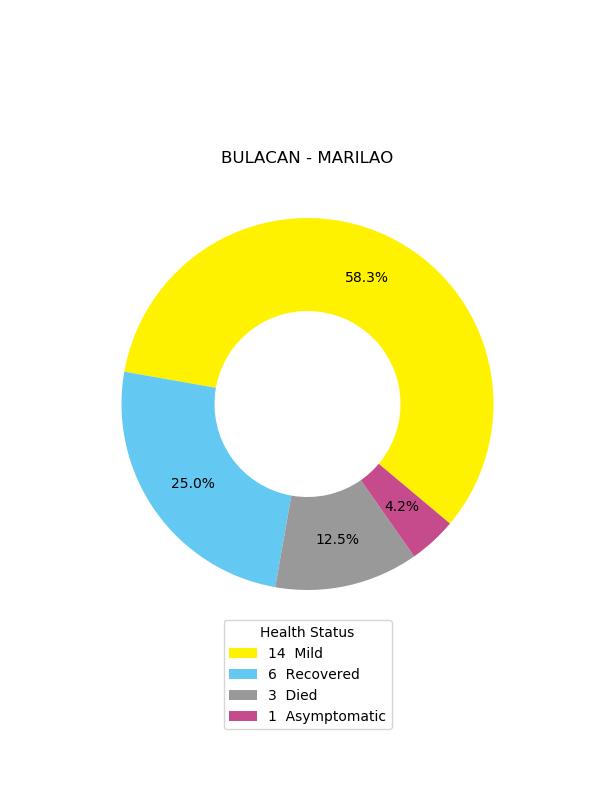 BULACAN - MARILAO
58.3%
25.0%
4.2%
12.5%
Health Status
14  Mild
6  Recovered
3  Died
1  Asymptomatic